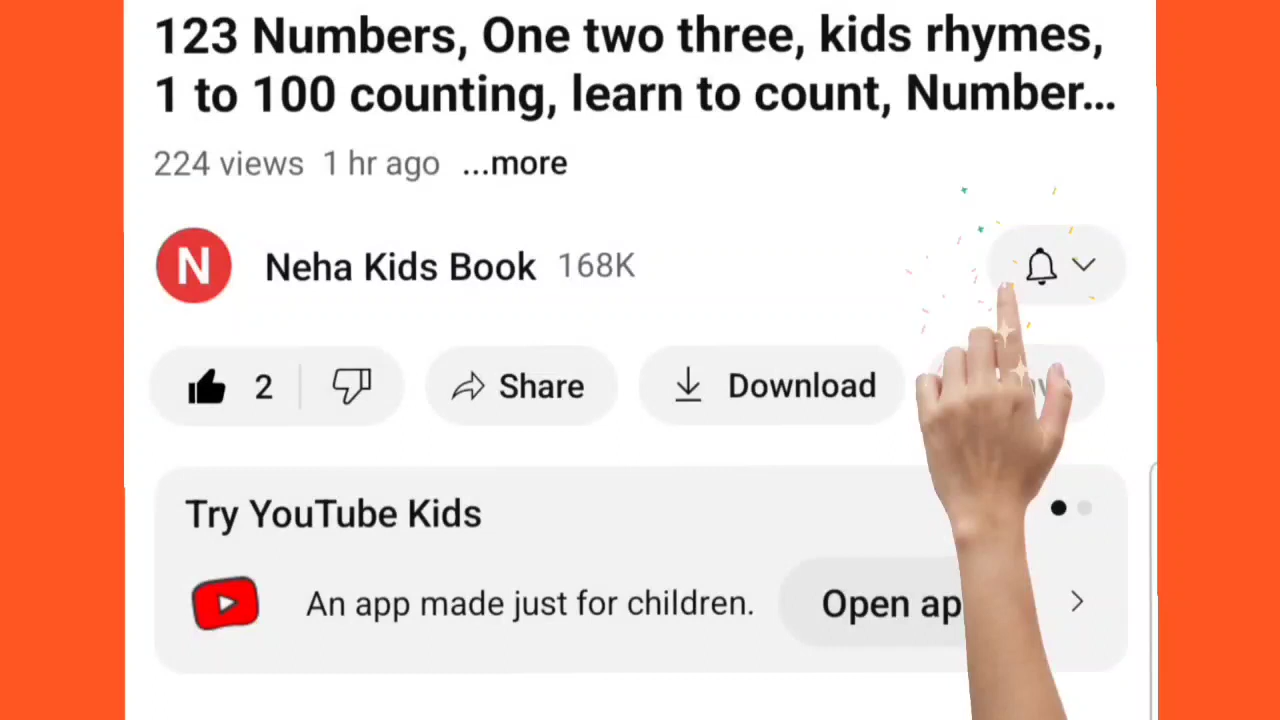 123 Numbers, One two three, kids rhymes,
1 to 100 counting, learn to count, Number...
224 views 1 hr ago ...more
N Neha Kids Book 168K
2 Share Download
Try YouTube Kids
An app made just for children. Open ap